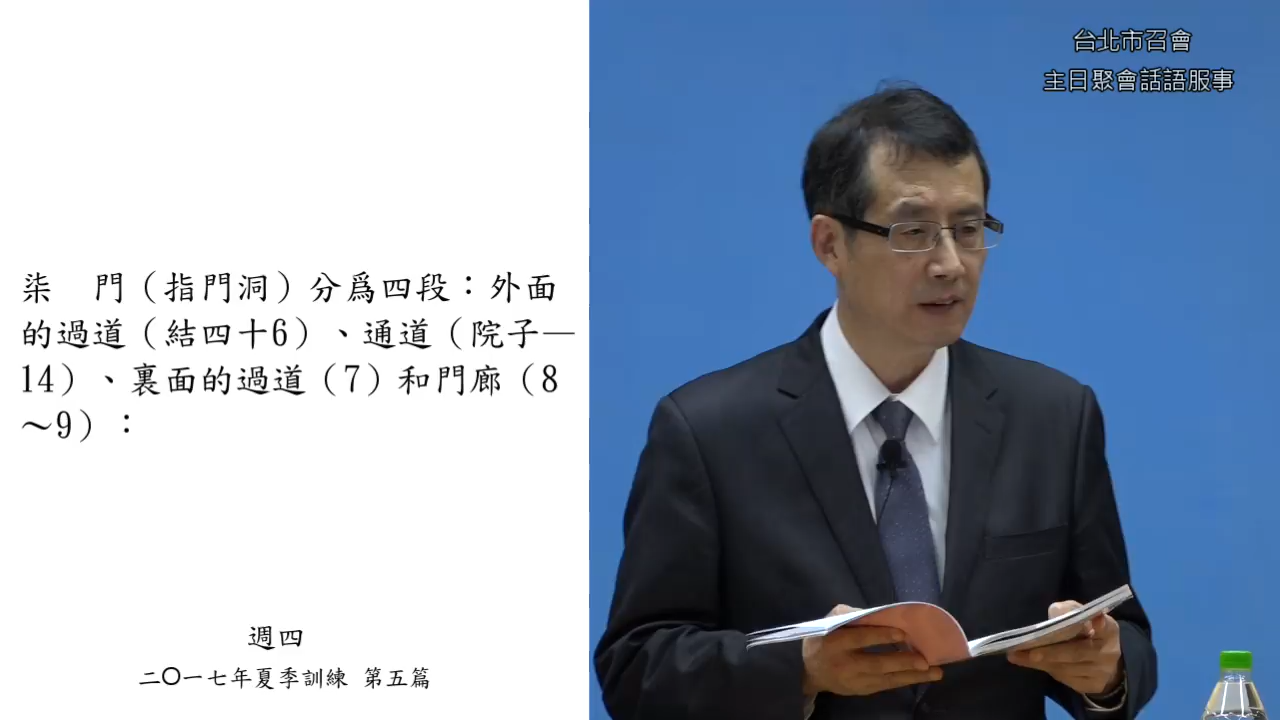 柒　門（指門洞）分爲四段：外面
的過道（結四十6）、通道（院子—
14）、裏面的過道（7）和門廊（8
～9）：
週四
二〇一七年夏季訓練 第五篇
台北市召會
主日聚會話語服事